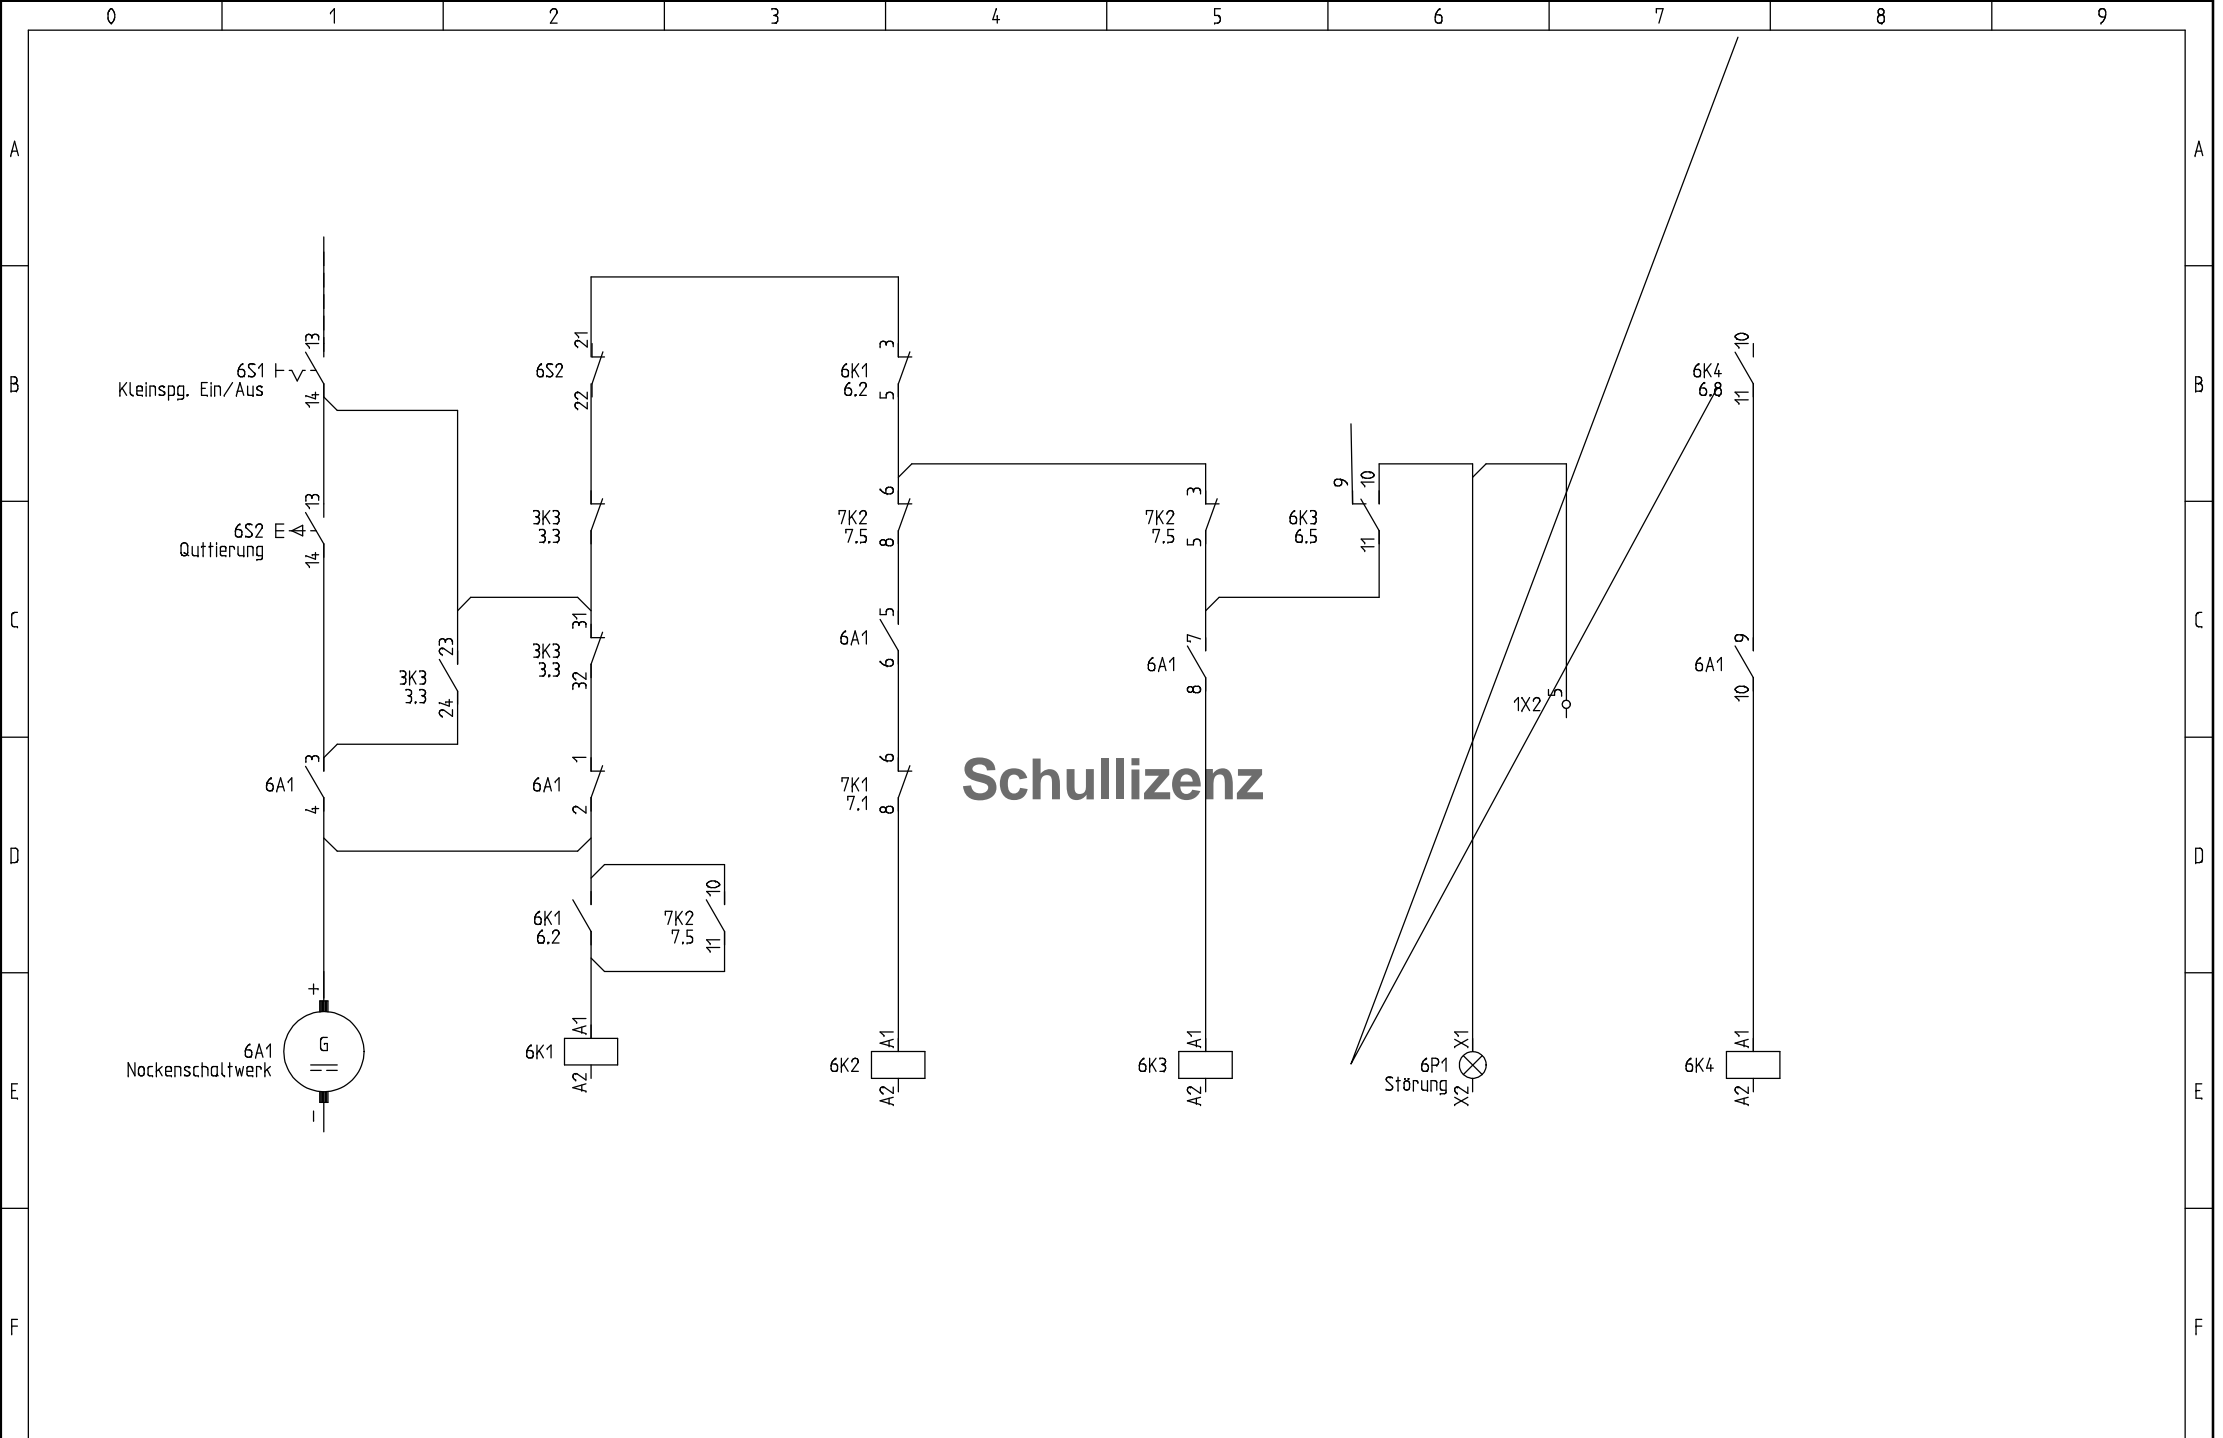 0 1 2 3 4 5 6 7 8 9
A A
13 21 3 10
6S1 6S2 6K1 6K4
B Kleinspg. Ein/Aus 6.2 6.8 B
14 22 5 11
13 6 3 9 10
6S2 3K3 7K2 7K2 6K3
Quttierung 3.3 7.5 7.5 6.5
14 8 5 11
C 31 5 C
23 3K3 6A1 7 9
3K3 3.3 6 6A1 6A1
3.3 32 8 10
24 1X2 5
3 1 6
6A1 6A1 7K1 Schullizenz
4 2 7.1
8
D D
10
6K1 7K2
6.2 7.5
11
+
G
A1 A1 A1 X1 A1
6A1 6K1 6K2 6K3 6P1 6K4
Nockenschaltwerk Störung
E A2 A2 A2 X2 A2 E
-
F F